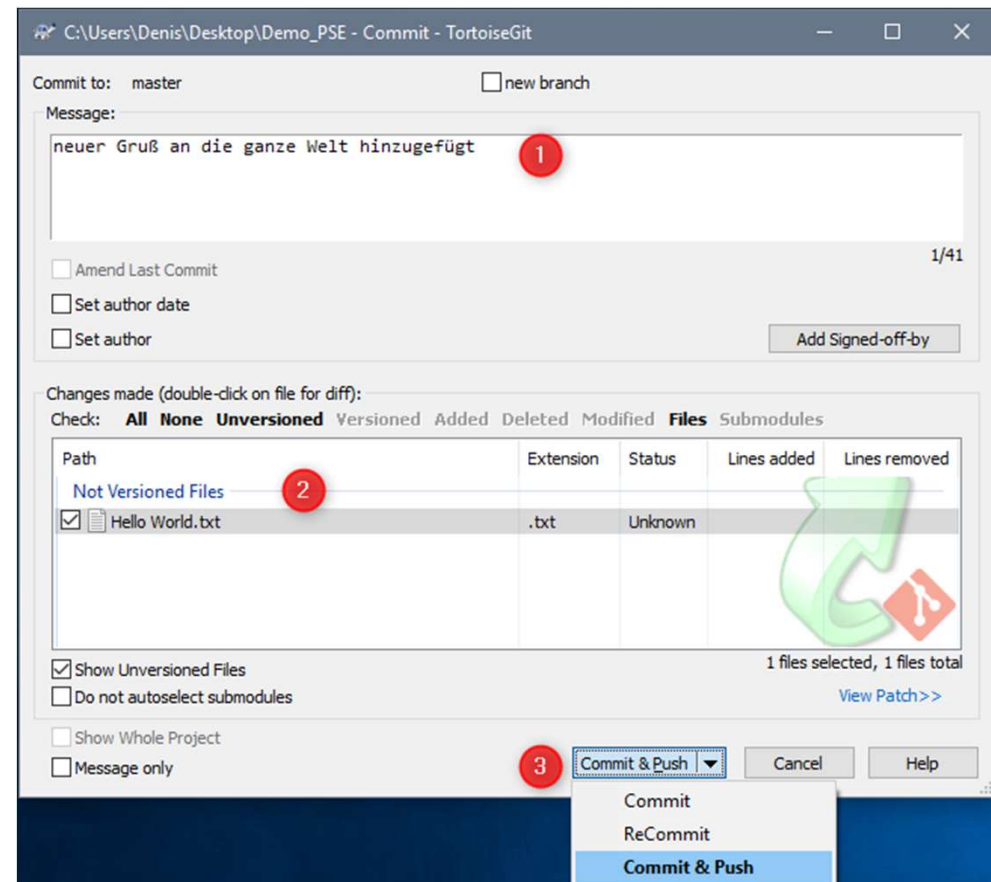 C:\Users\Denis\Desktop\Demo_PSE - Commit - TortoiseGit
Commit to: master new branch
Message:
neuer Gruß an die ganze Welt hinzugefügt 1
1/41
Amend Last Commit
Set author date
Set author Add Signed-off-by
Changes made (double-click on file for diff):
Check: All None Unversioned Versioned Added Deleted Modified Files Submodules
Path Extension Status Lines added Lines removed
Not Versioned Files 2
Hello World.txt .txt Unknown
Show Unversioned Files 1 files selected, 1 files total
Do not autoselect submodules View Patch>>
Show Whole Project
Message only 3 Commit & Push Cancel Help
Commit
ReCommit
Commit & Push